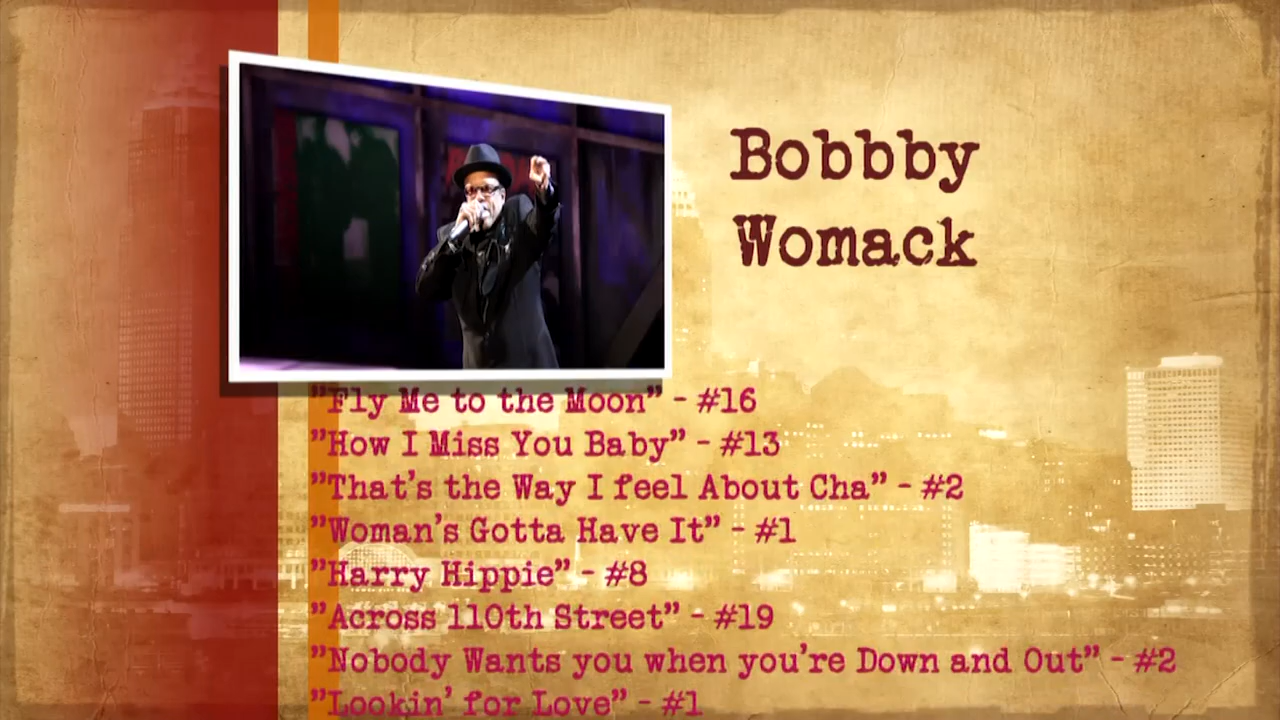 Bobbby
Womack
”Fly Me to the Moon” - #16
”How I Miss You Baby” - #13
”That's the Way I feel About Cha” - #2
”Woman's Gotta Have It” - #1
”Harry Hippie” - #8
”Across 110th Street” - #19
”Nobody Wants you when you're Down and Out” - #2
”Lookin' for Love” - #1